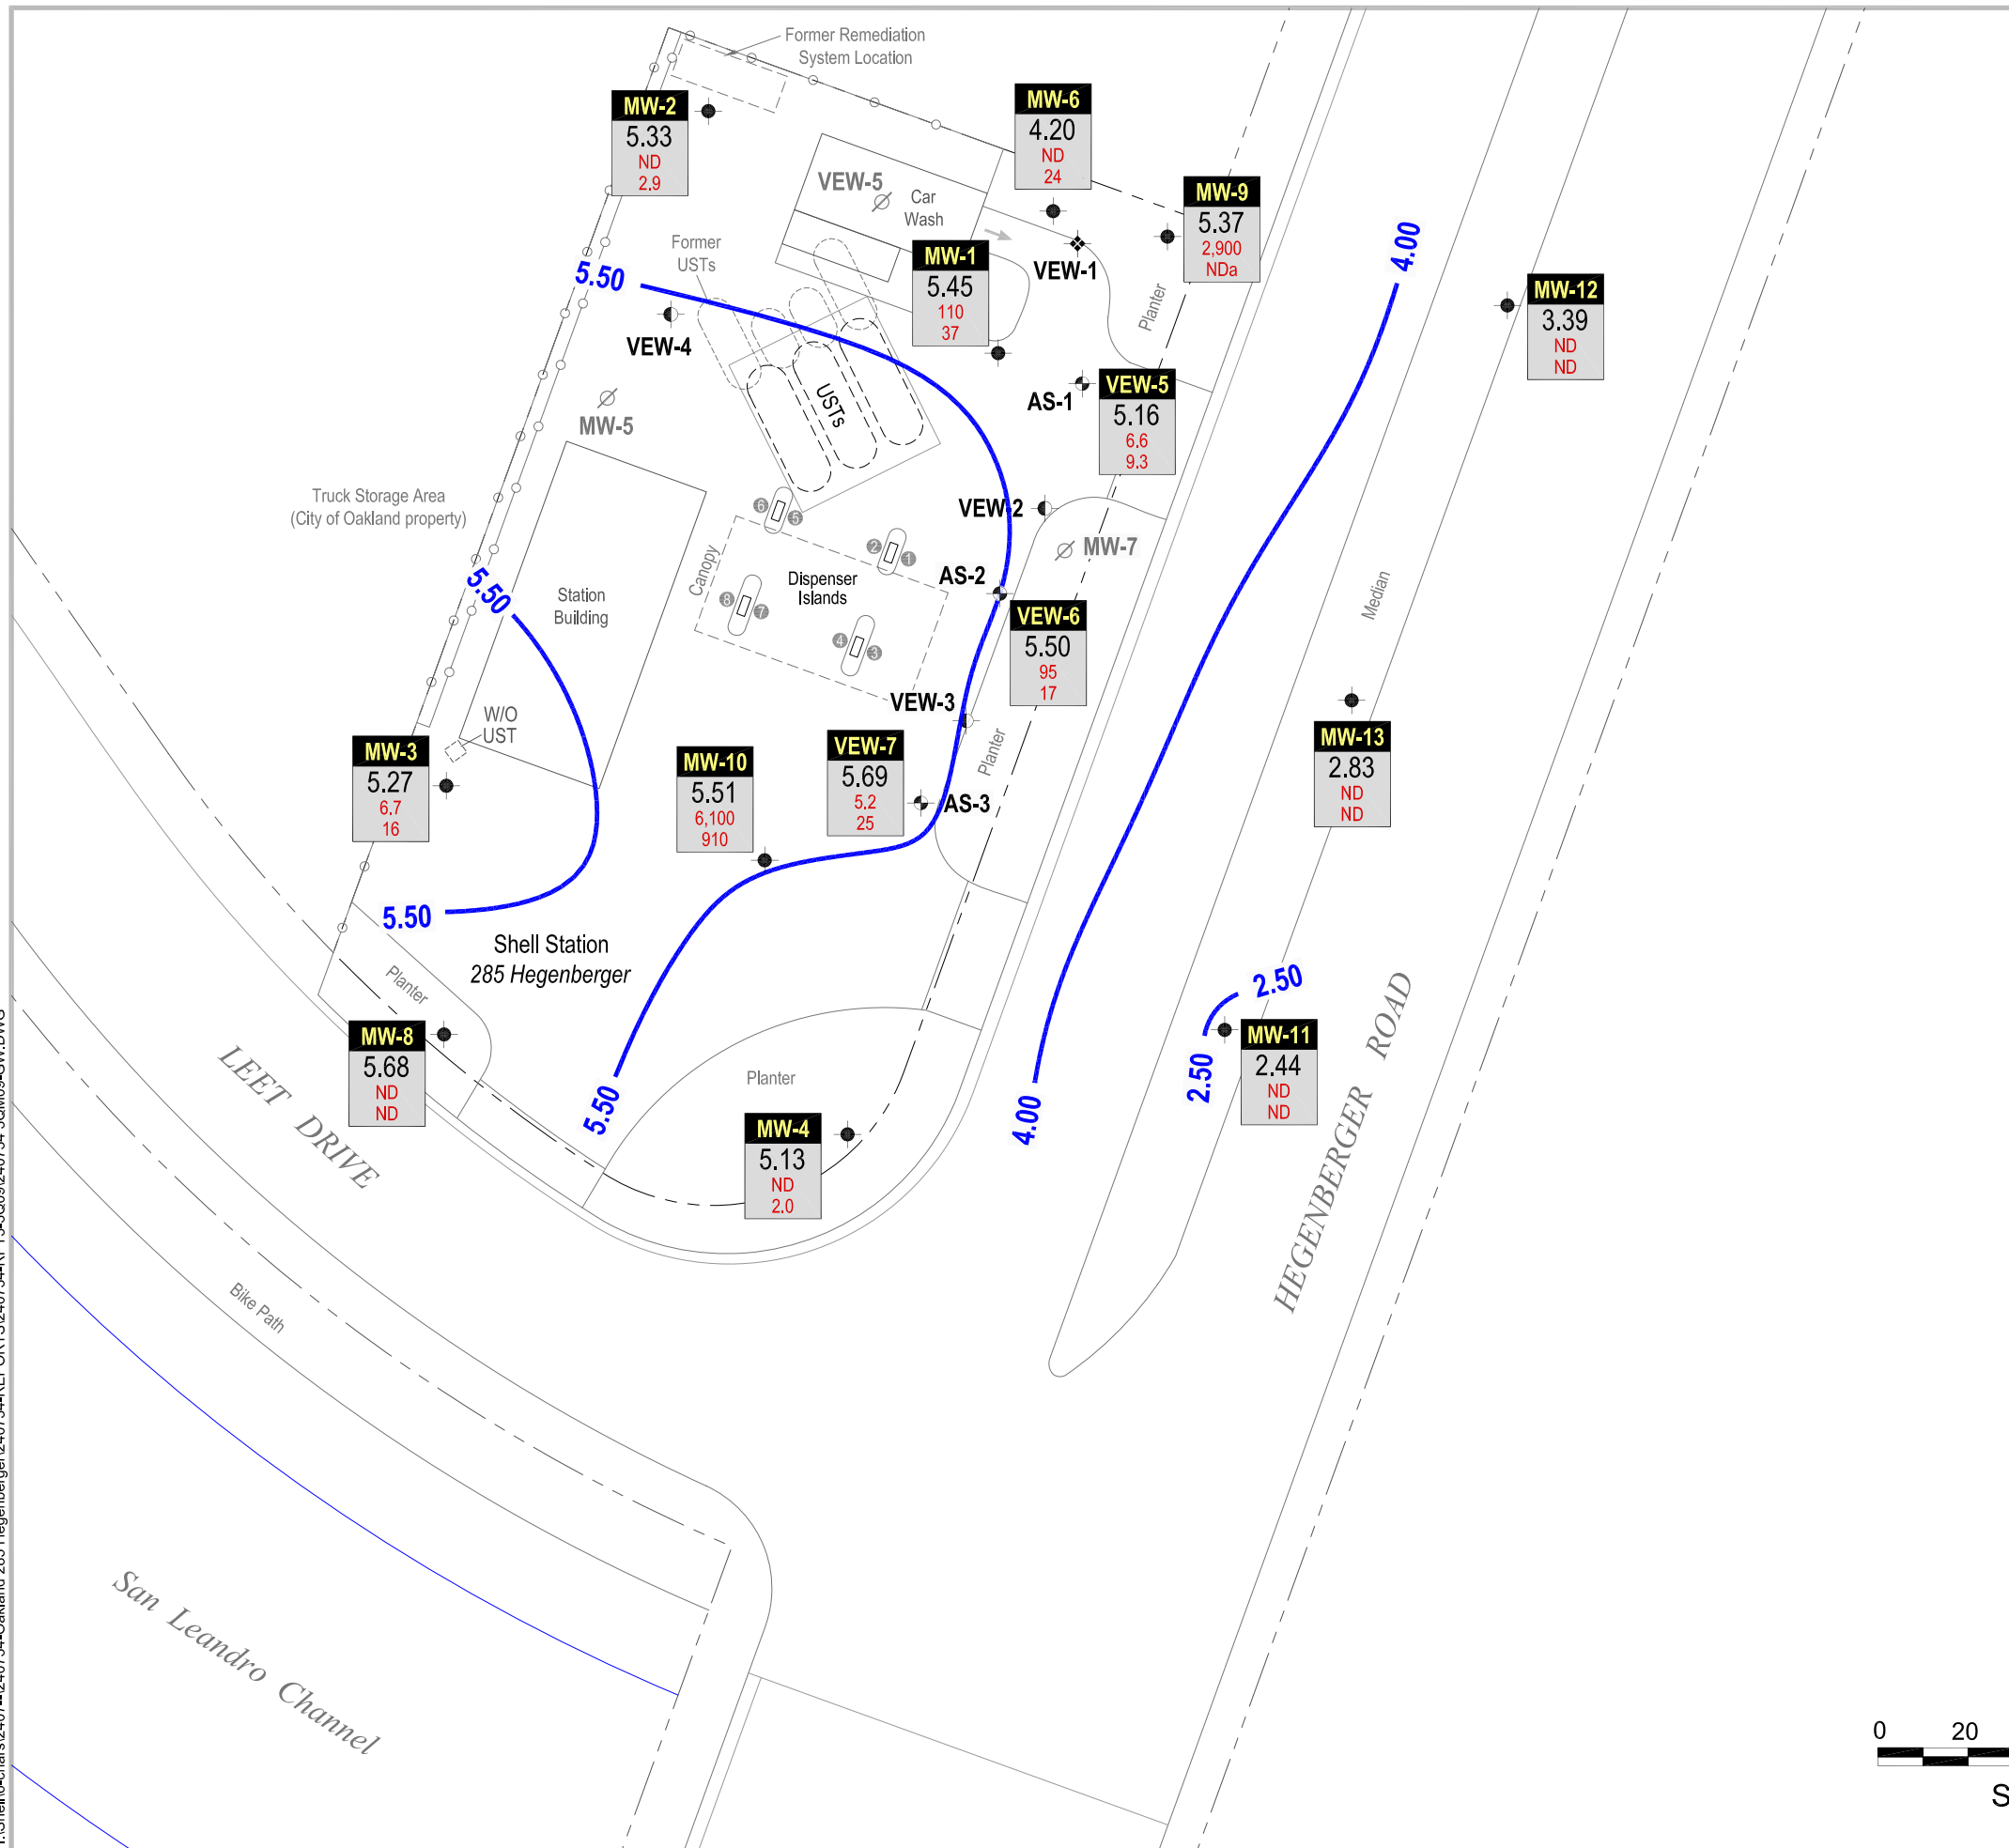 Former Remediation
System Location
MW-2
5.33
ND
2.9
MW-6
4.20
ND
24
VEW-5
Car
Wash
MW-9
5.37
2,900
NDa
Former
USTs
MW-1
5.45
110
37
VEW-1
Planter
5.50
4.00
MW-12
3.39
ND
ND
VEW-4
USTs
AS-1
VEW-5
5.16
6.6
9.3
MW-5
Truck Storage Area
(City of Oakland property)
VEW-2
MW-7
6
5
2
1
Canopy
Dispenser
Islands
8
7
4
3
AS-2
5.50
Station
Building
VEW-6
5.50
95
17
Median
VEW-3
W/O
UST
Planter
MW-3
5.27
6.7
16
MW-10
5.51
6,100
910
VEW-7
5.69
5.2
25
AS-3
MW-13
2.83
ND
ND
5.50
Shell Station
285 Hegenberger
Planter
2.50
MW-8
5.68
ND
ND
LEET DRIVE
Planter
5.50
4.00
2.50
MW-11
2.44
ND
ND
HEGENBERGER ROAD
MW-4
5.13
ND
2.0
Bike Path
San Leandro Channel
0 20
S